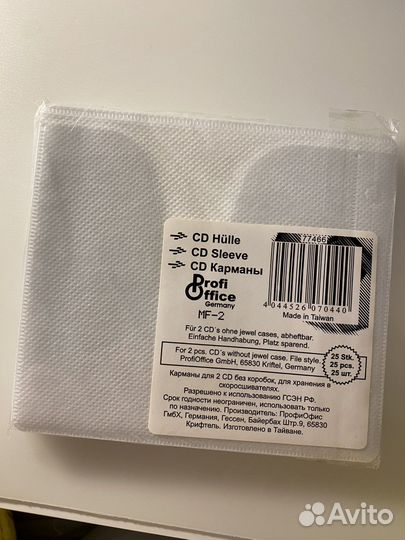 77466
CD Hülle
CD Sleeve
CD Карманы
Profi
Office
Germany
MF-2
4 044526 070440
Made in Taiwan
Für 2 CD´s ohne jewel cases, abheftbar.
Einfache Handhabung, Platz sparend.
For 2 pcs. CD´s without jewel case. File style.
ProfiOffice GmbH, 65830 Kriftel, Germany
25 Stk.
25 pcs.
25 шт.
Карманы для 2 CD без коробок, для хранения в
скоросшивателях.
Разрешено к использованию ГСЭН РФ.
Срок годности неограничен, использовать только
по назначению. Производитель: ПрофиОфис
ГмБХ, Германия, Гессен, Байербах Штр.9, 65830
Крифтель. Изготовлено в Тайване.
Avito